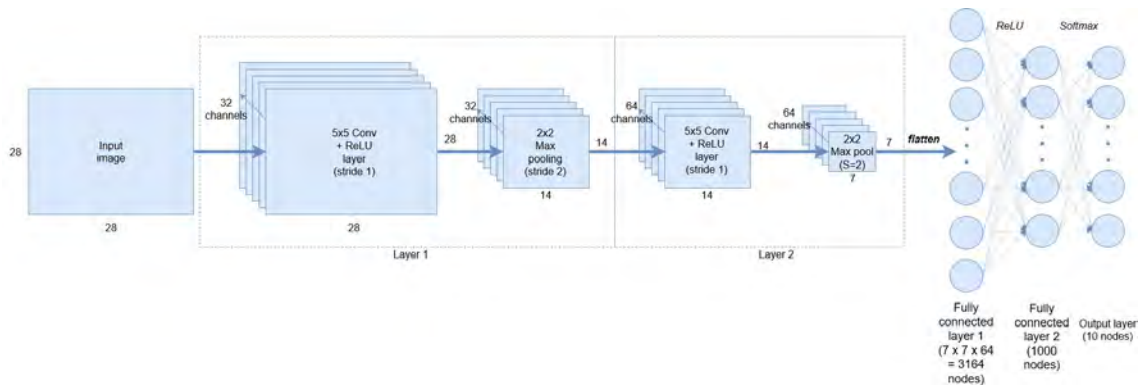 28
Input
image
28
32
channels
5x5 Conv
+ ReLU
layer
(stride 1)
28
28
32
channels
2x2
Max
pooling
(stride 2)
14
14
Layer 1
64
channels
5x5 Conv
+ ReLU
layer
(stride 1)
14
14
64
channels
2x2
Max pool
(S=2)
7
7
Layer 2
flatten
ReLU
Softmax
Fully
connected
layer 1
(7 x 7 x 64
= 3164
nodes)
Fully
connected
layer 2
(1000
nodes)
Output layer
(10 nodes)